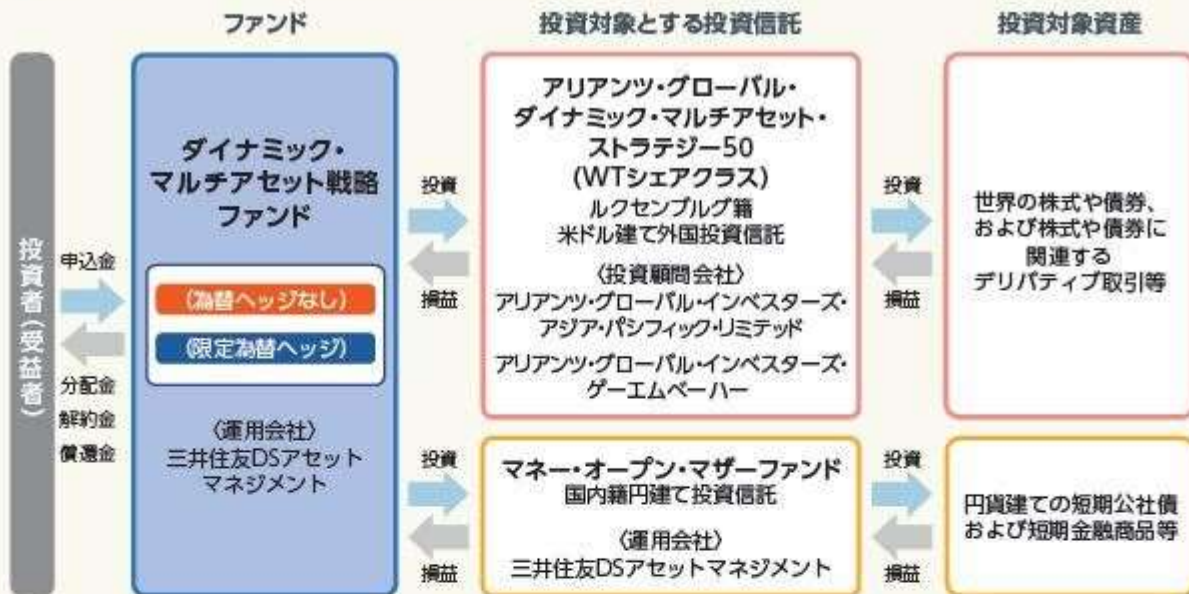 ファンド
投資対象とする投資信託
投資対象資産
投資者(受益者)
申込金
分配金
解約金
償還金
ダイナミック・
マルチアセット戦略
ファンド
(為替ヘッジなし)
(限定為替ヘッジ)
〈運用会社〉
三井住友DSアセット
マネジメント
投資
損益
アリアンツ・グローバル・
ダイナミック・マルチアセット・
ストラテジー50
(WTシェアクラス)
ルクセンブルグ籍
米ドル建て外国投資信託
〈投資顧問会社〉
アリアンツ・グローバル・インベスターズ・
アジア・パシフィック・リミテッド
アリアンツ・グローバル・インベスターズ・
ゲーエムベーハー
投資
損益
世界の株式や債券、
および株式や債券に
関連する
デリバティブ取引等
投資
損益
マネー・オープン・マザーファンド
国内籍円建て投資信託
〈運用会社〉
三井住友DSアセットマネジメント
投資
損益
円貨建ての短期公社債
および短期金融商品等